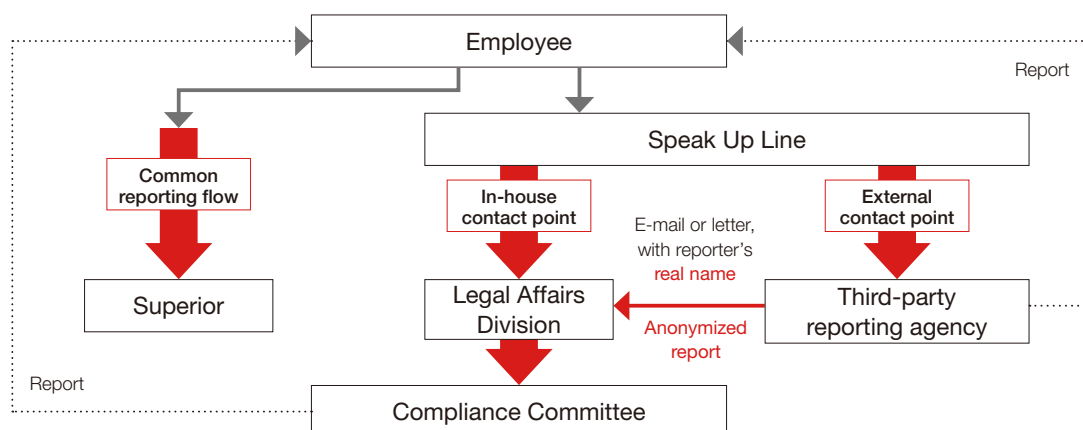 Employee
Report
Speak Up Line
Common
reporting flow
In-house
contact point
External
contact point
E-mail or letter,
with reporter's
real name
Superior
Legal Affairs
Division
Anonymized
report
Third-party
reporting agency
Report
Compliance Committee